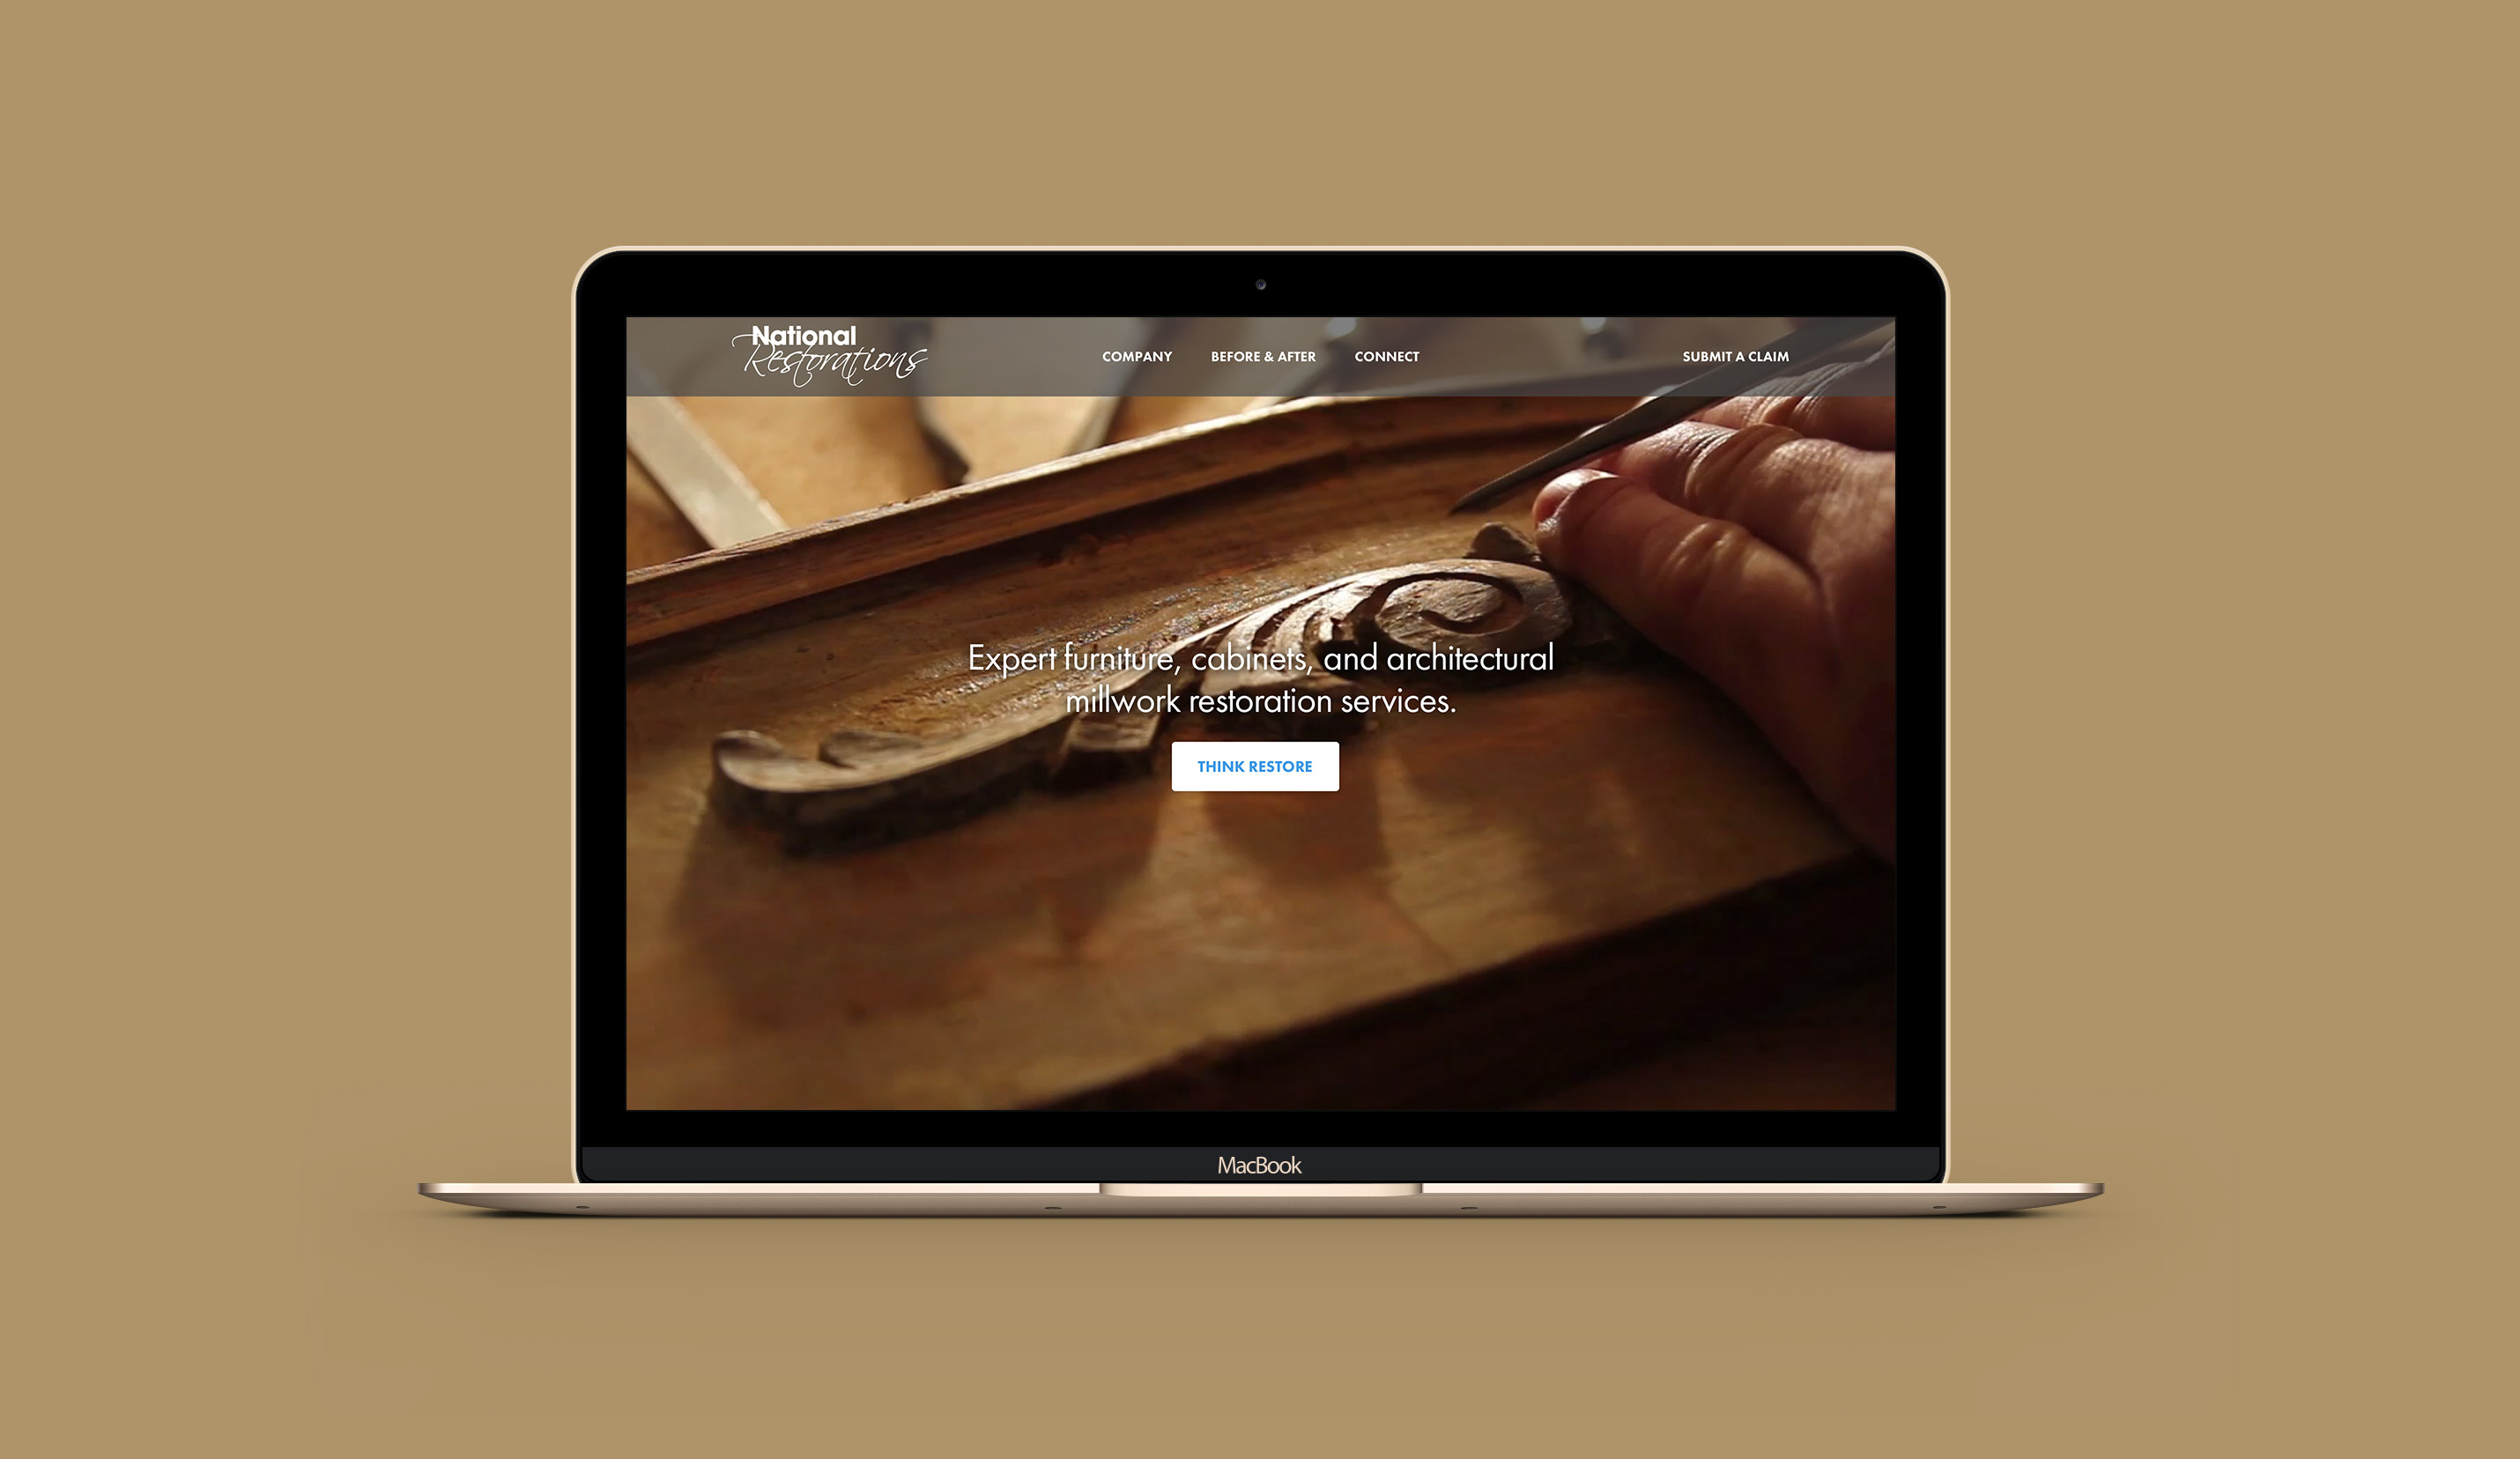 National
Restorations
COMPANY
BEFORE & AFTER
CONNECT
SUBMIT A CLAIM
Expert furniture, cabinets, and architectural
millwork restoration services.
THINK RESTORE
MacBook